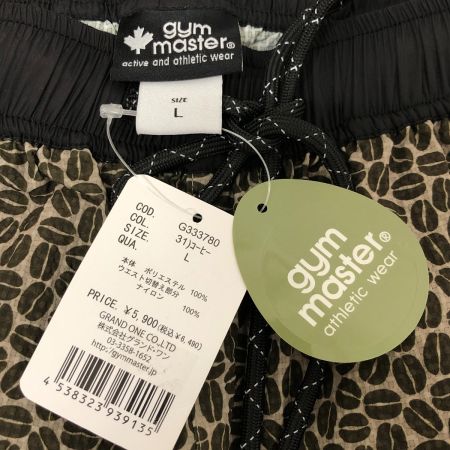 gym
master®
active and athletic wear
SIZE
L
COD. G333780
COL. 31)コーヒー
SIZE. L
QUA.
本体 ポリエステル 100%
ウエスト切替え部分
ナイロン 100%
PRICE. ¥5,900(税込¥6,490)
GRAND ONE CO.,LTD
株式会社グランド・ワン
03-3358-1652
http://gymmaster.jp/
4 538323 939135
gym
master®
athletic wear